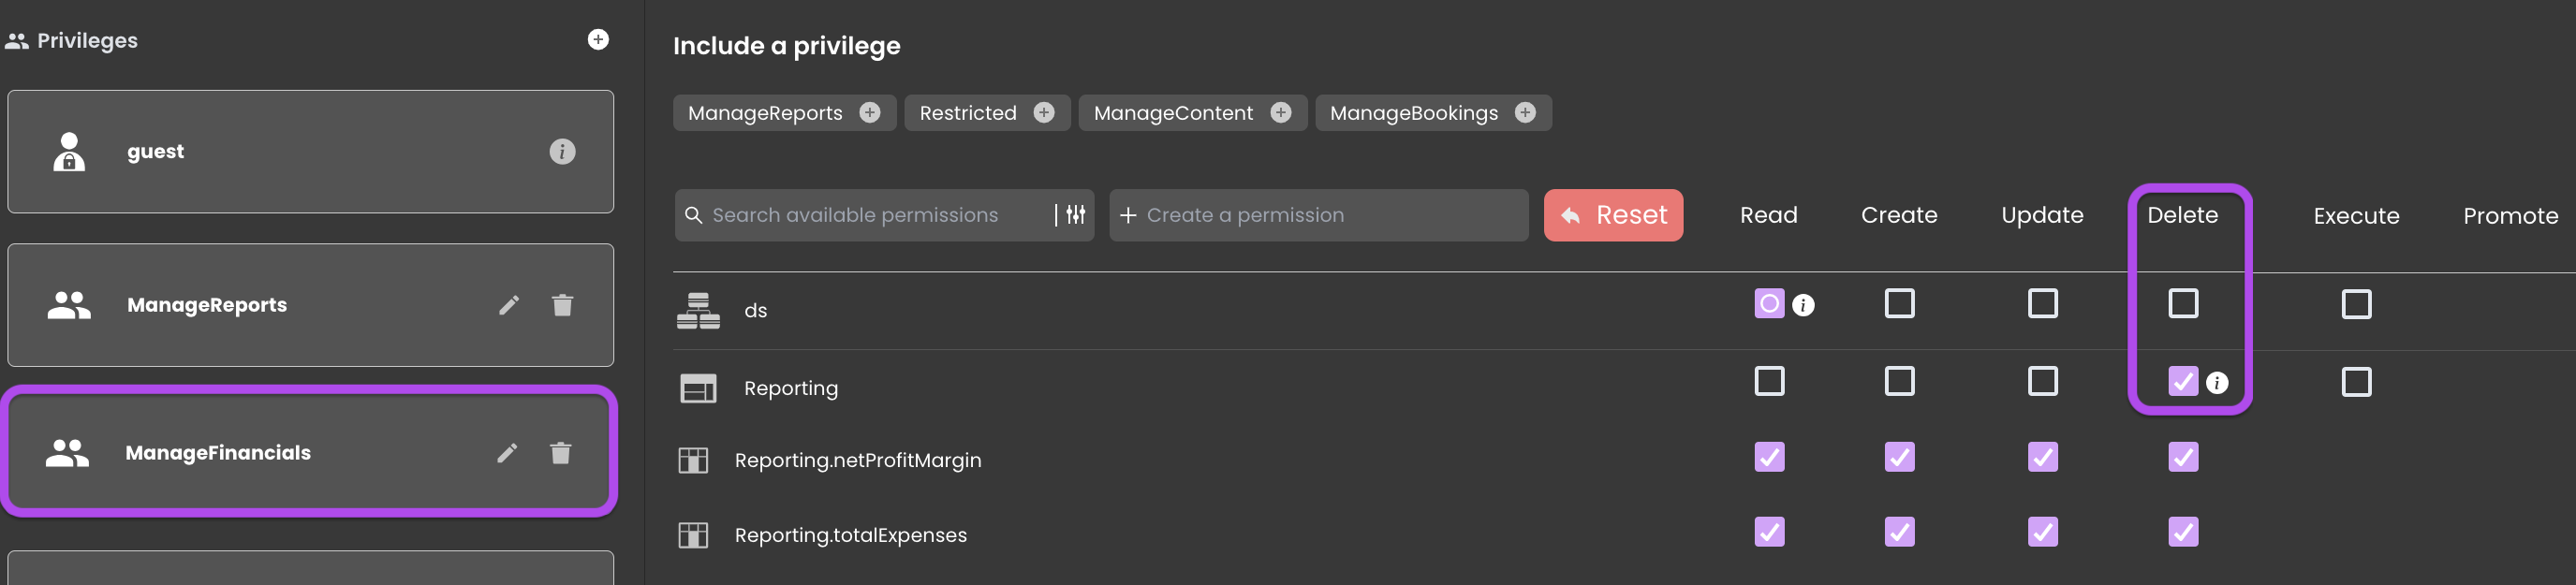 Privileges
guest
ManageReports
ManageFinancials
Include a privilege
ManageReports Restricted ManageContent ManageBookings
Search available permissions Create a permission Reset Read Create Update Delete Execute Promote
ds
Reporting
Reporting.netProfitMargin
Reporting.totalExpenses